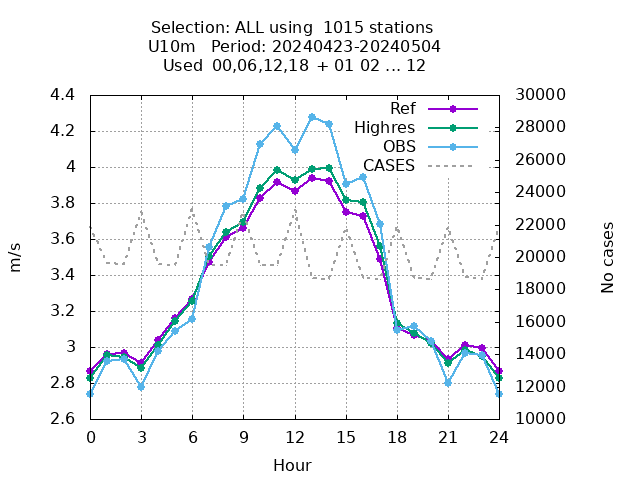 Selection: ALL using  1015 stations
U10m   Period: 20240423-20240504
Used  00,06,12,18 + 01 02 ... 12
4.4
4.2
4
3.8
3.6
3.4
3.2
3
2.8
2.6
30000
28000
26000
24000
22000
20000
18000
16000
14000
12000
10000
Ref
Highres
OBS
CASES
m/s
No cases
0 3 6 9 12 15 18 21 24
Hour